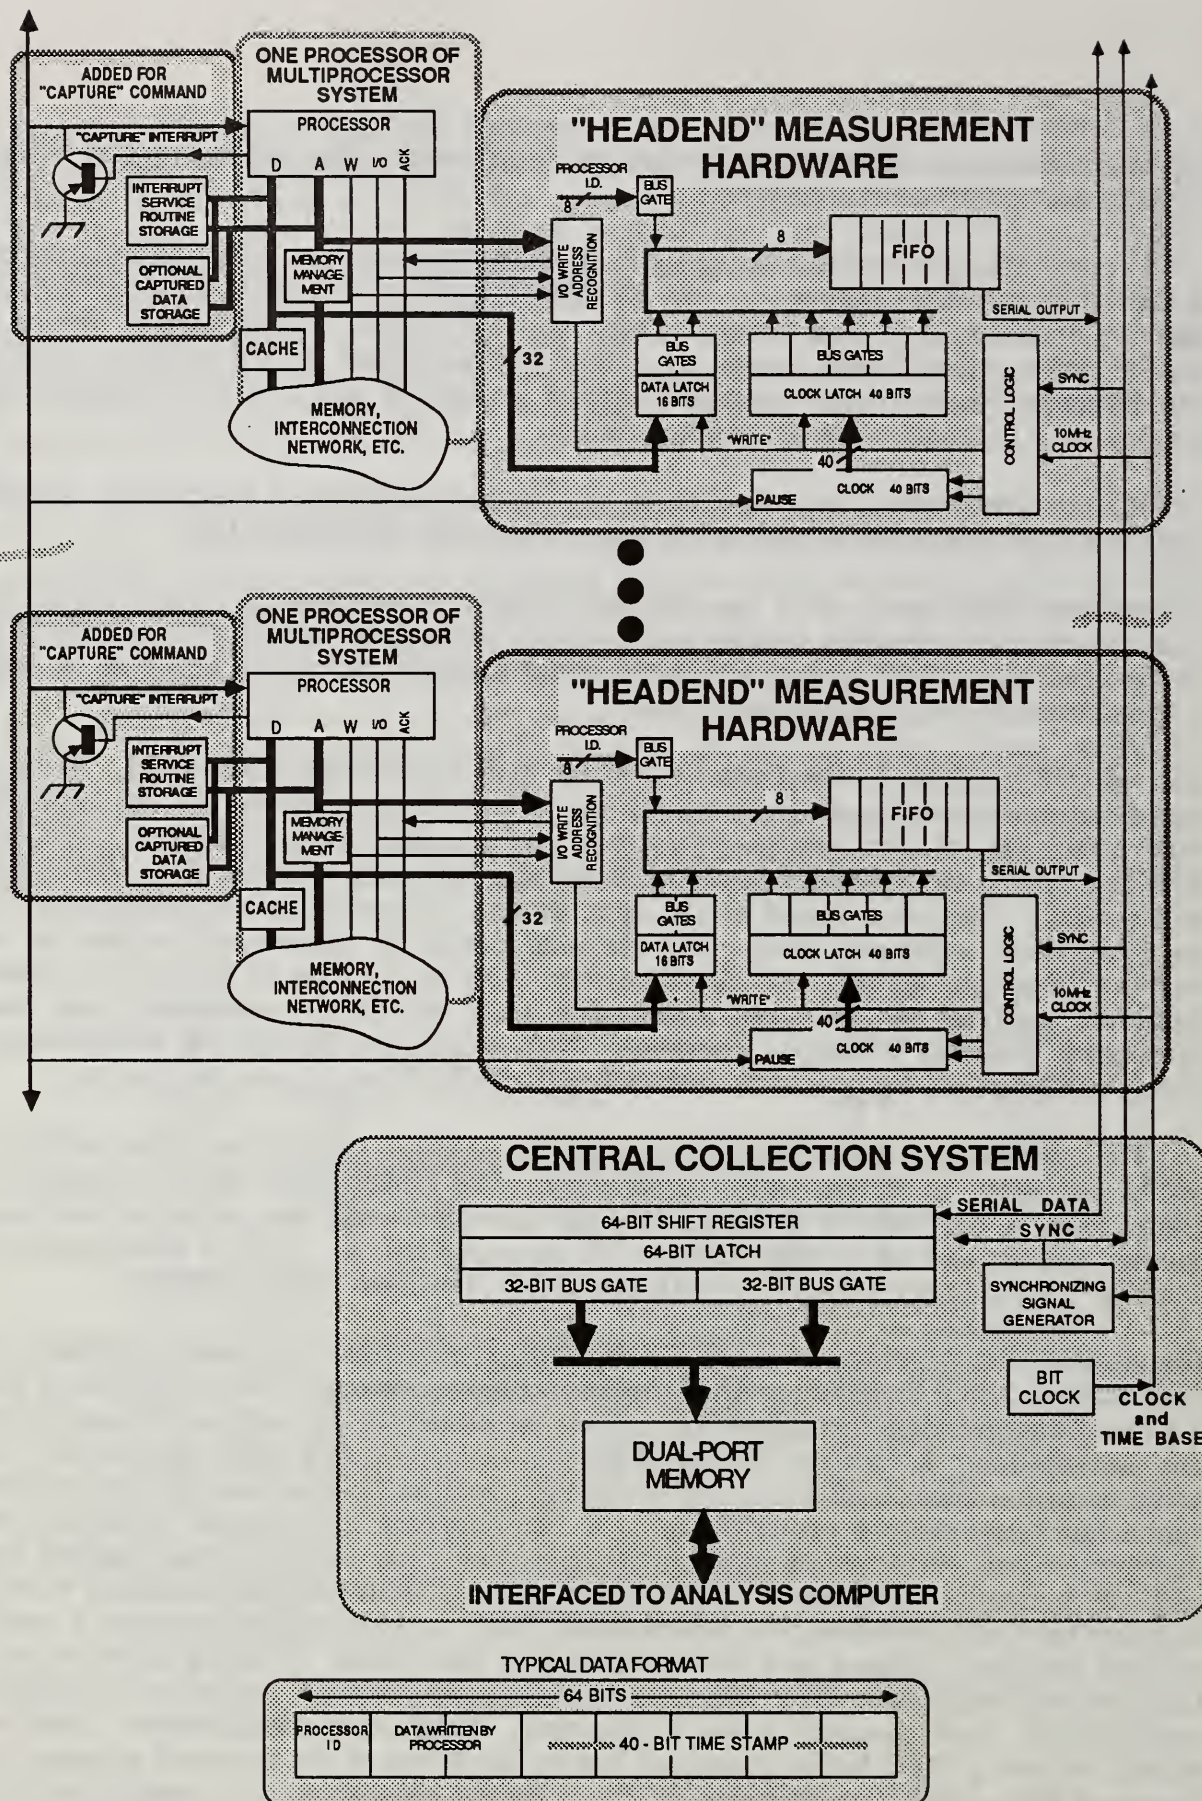 ADDED FOR
"CAPTURE" COMMAND
"CAPTURE" INTERRUPT
INTERRUPT
SERVICE
ROUTINE
STORAGE
OPTIONAL
CAPTURED
DATA
STORAGE
ONE PROCESSOR OF
MULTIPROCESSOR
SYSTEM
PROCESSOR
D A W I/O ACK
MEMORY
MANAGE-
MENT
CACHE
MEMORY,
INTERCONNECTION
NETWORK, ETC.
"HEADEND" MEASUREMENT
HARDWARE
PROCESSOR
I.D.
8
BUS
GATE
I/O WRITE
ADDRESS
RECOGNITION
8
FIFO
SERIAL OUTPUT
32
BUS
GATES
DATA LATCH
16 BITS
BUS GATES
CLOCK LATCH 40 BITS
"WRITE"
40
CLOCK 40 BITS
PAUSE
CONTROL LOGIC
SYNC
10MHz
CLOCK
ADDED FOR
"CAPTURE" COMMAND
"CAPTURE" INTERRUPT
INTERRUPT
SERVICE
ROUTINE
STORAGE
OPTIONAL
CAPTURED
DATA
STORAGE
ONE PROCESSOR OF
MULTIPROCESSOR
SYSTEM
PROCESSOR
D A W I/O ACK
MEMORY
MANAGE-
MENT
CACHE
MEMORY,
INTERCONNECTION
NETWORK, ETC.
"HEADEND" MEASUREMENT
HARDWARE
PROCESSOR
I.D.
8
BUS
GATE
I/O WRITE
ADDRESS
RECOGNITION
8
FIFO
SERIAL OUTPUT
32
BUS
GATES
DATA LATCH
16 BITS
BUS GATES
CLOCK LATCH 40 BITS
"WRITE"
40
CLOCK 40 BITS
PAUSE
CONTROL LOGIC
SYNC
10MHz
CLOCK
CENTRAL COLLECTION SYSTEM
64-BIT SHIFT REGISTER
64-BIT LATCH
32-BIT BUS GATE 32-BIT BUS GATE
SERIAL DATA
SYNC
SYNCHRONIZING
SIGNAL
GENERATOR
BIT
CLOCK
CLOCK
and
TIME BASE
DUAL-PORT
MEMORY
INTERFACED TO ANALYSIS COMPUTER
TYPICAL DATA FORMAT
64 BITS
PROCESSOR
ID
DATA WRITTEN BY
PROCESSOR
40 - BIT TIME STAMP